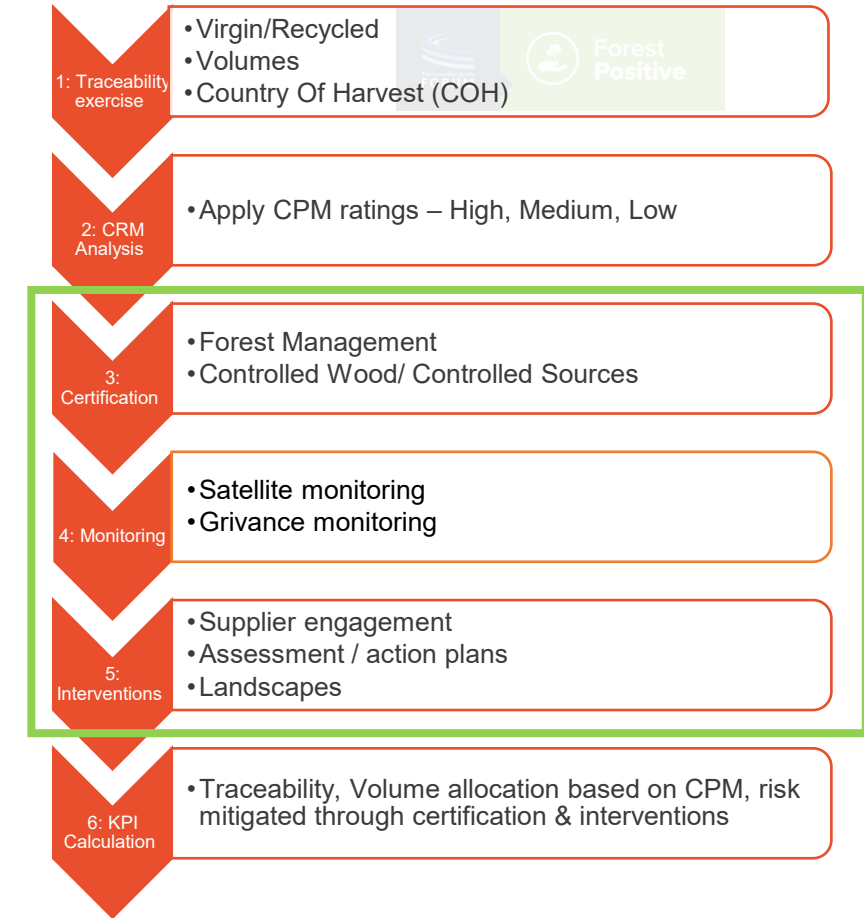 1: Traceability
exercise
•Virgin/Recycled
•Volumes
•Country Of Harvest (COH)
FORUM
Forest
Positive
2: CRM
Analysis
•Apply CPM ratings – High, Medium, Low
3:
Certification
•Forest Management
•Controlled Wood/ Controlled Sources
4: Monitoring
•Satellite monitoring
•Grivance monitoring
5:
Interventions
•Supplier engagement
•Assessment / action plans
•Landscapes
6: KPI
Calculation
•Traceability, Volume allocation based on CPM, risk
mitigated through certification & interventions